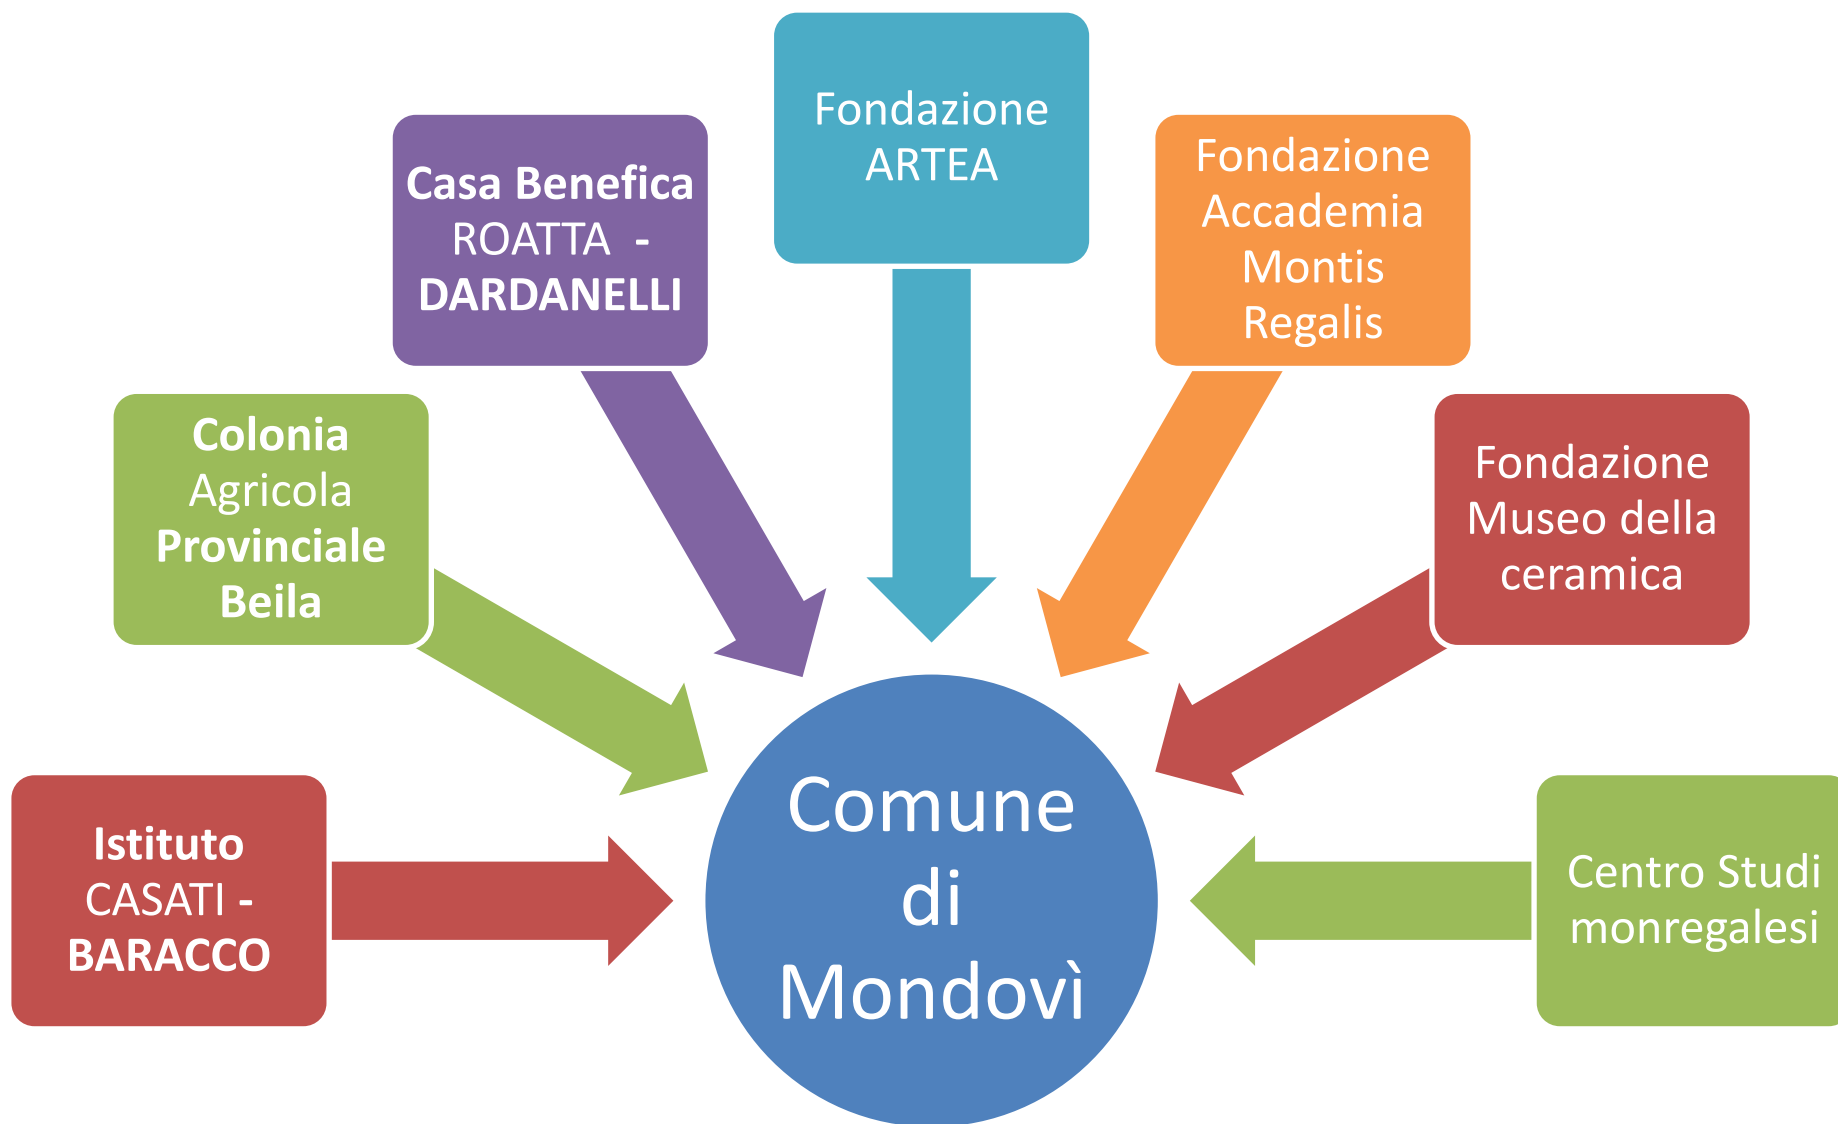 Fondazione
ARTEA
Casa Benefica
ROATTA -
DARDANELLI
Fondazione
Accademia
Montis
Regalis
Colonia
Agricola
Provinciale
Beila
Fondazione
Museo della
ceramica
Istituto
CASATI -
BARACCO
Comune
di
Mondovì
Centro Studi
monregalesi